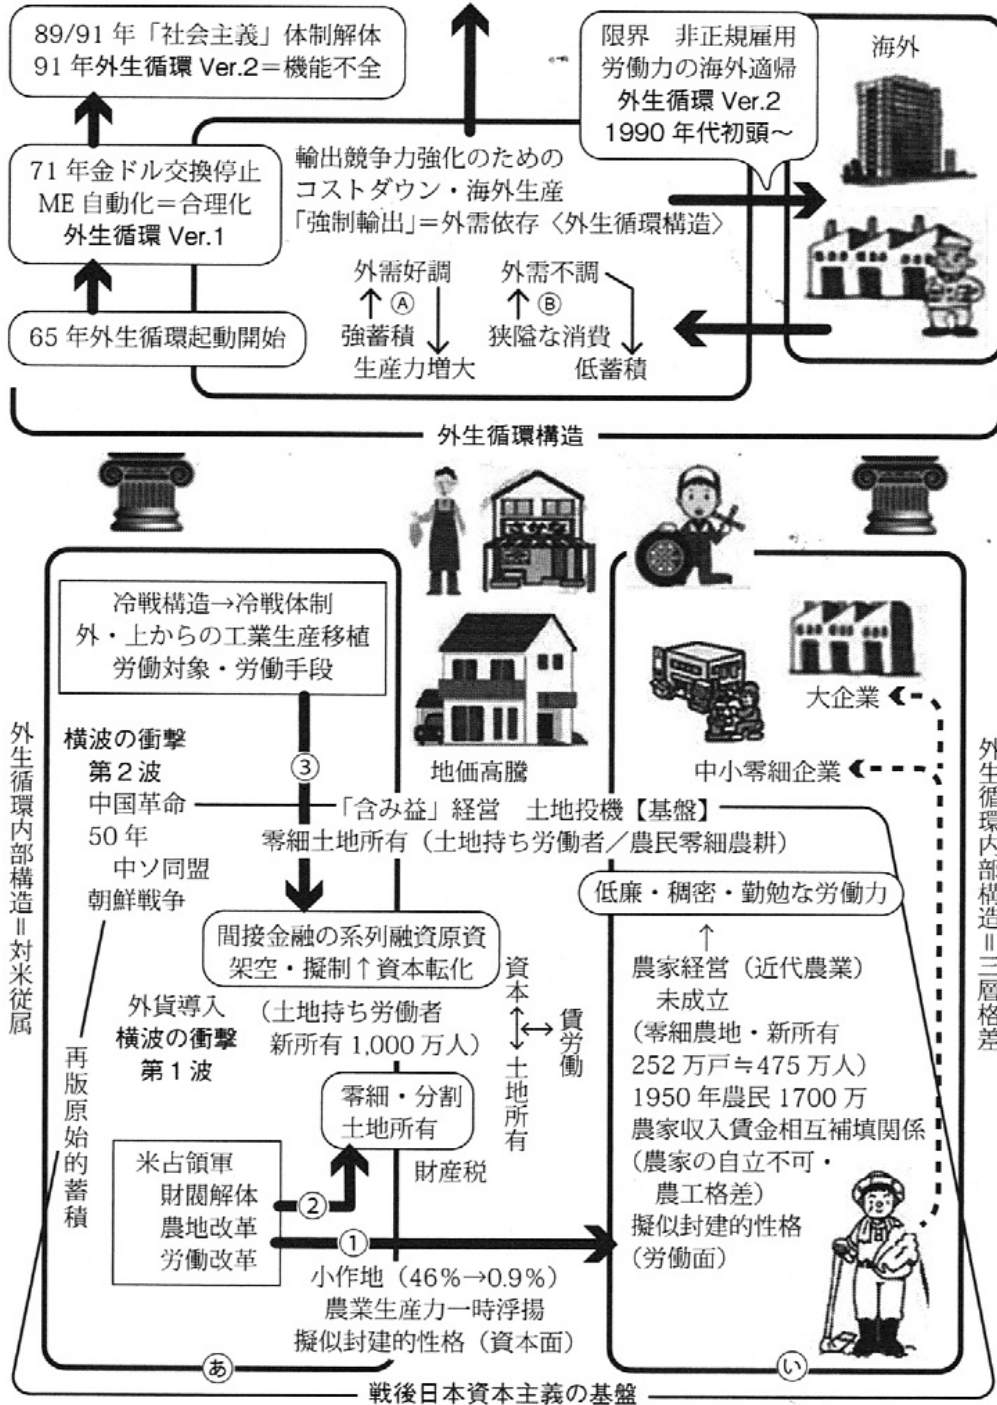 89/91年「社会主義」体制解体
91年外生循環 Ver.2＝機能不全
71年金ドル交換停止
ME自動化＝合理化
外生循環 Ver.1
65年外生循環起動開始
限界　非正規雇用
労働力の海外適帰
外生循環 Ver.2
1990年代初頭～
海外
輸出競争力強化のための
コストダウン・海外生産
「強制輸出」＝外需依存〈外生循環構造〉
外需好調
Ⓐ
強蓄積
生産力増大
外需不調
Ⓑ
狭隘な消費
低蓄積
外生循環構造
さかな
冷戦構造→冷戦体制
外・上からの工業生産移植
労働対象・労働手段
③
地価高騰
大企業
中小零細企業
外生循環内部構造＝対米従属
外生循環内部構造＝三層格差
横波の衝撃
第2波
中国革命
50年
中ソ同盟
朝鮮戦争
「含み益」経営　土地投機【基盤】
零細土地所有（土地持ち労働者／農民零細農耕）
間接金融の系列融資原資
架空・擬制↑資本転化
外貨導入
横波の衝撃
第1波
（土地持ち労働者
新所有1,000万人）
資本
土地所有
賃労働
零細・分割
土地所有
財産税
再版原始的蓄積
米占領軍
財閥解体
農地改革
労働改革
②
①
小作地（46%→0.9%）
農業生産力一時浮揚
擬似封建的性格（資本面）
低廉・稠密・勤勉な労働力
↑
農家経営（近代農業）
未成立
（零細農地・新所有
252万戸≒475万人）
1950年農民1700万
農家収入賃金相互補填関係
（農家の自立不可・
農工格差）
擬似封建的性格
（労働面）
あ
い
戦後日本資本主義の基盤